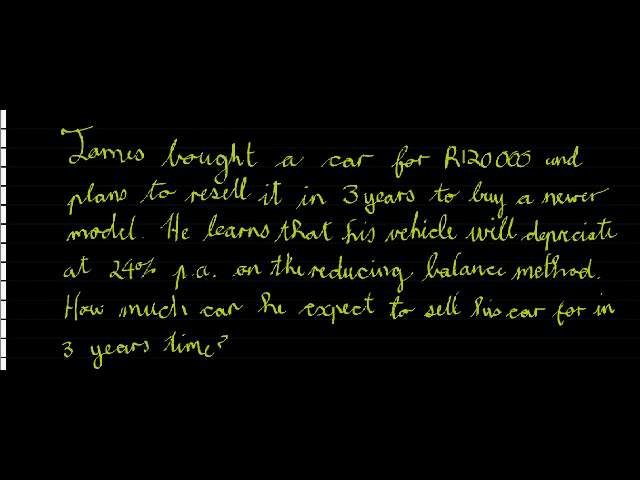 James bought a car for R120000 and
plans to resell it in 3 years to buy a newer
model. He learns that his vehicle will depreciate
at 24% p.a. on the reducing balance method.
How much can he expect to sell his car for in
3 years time?